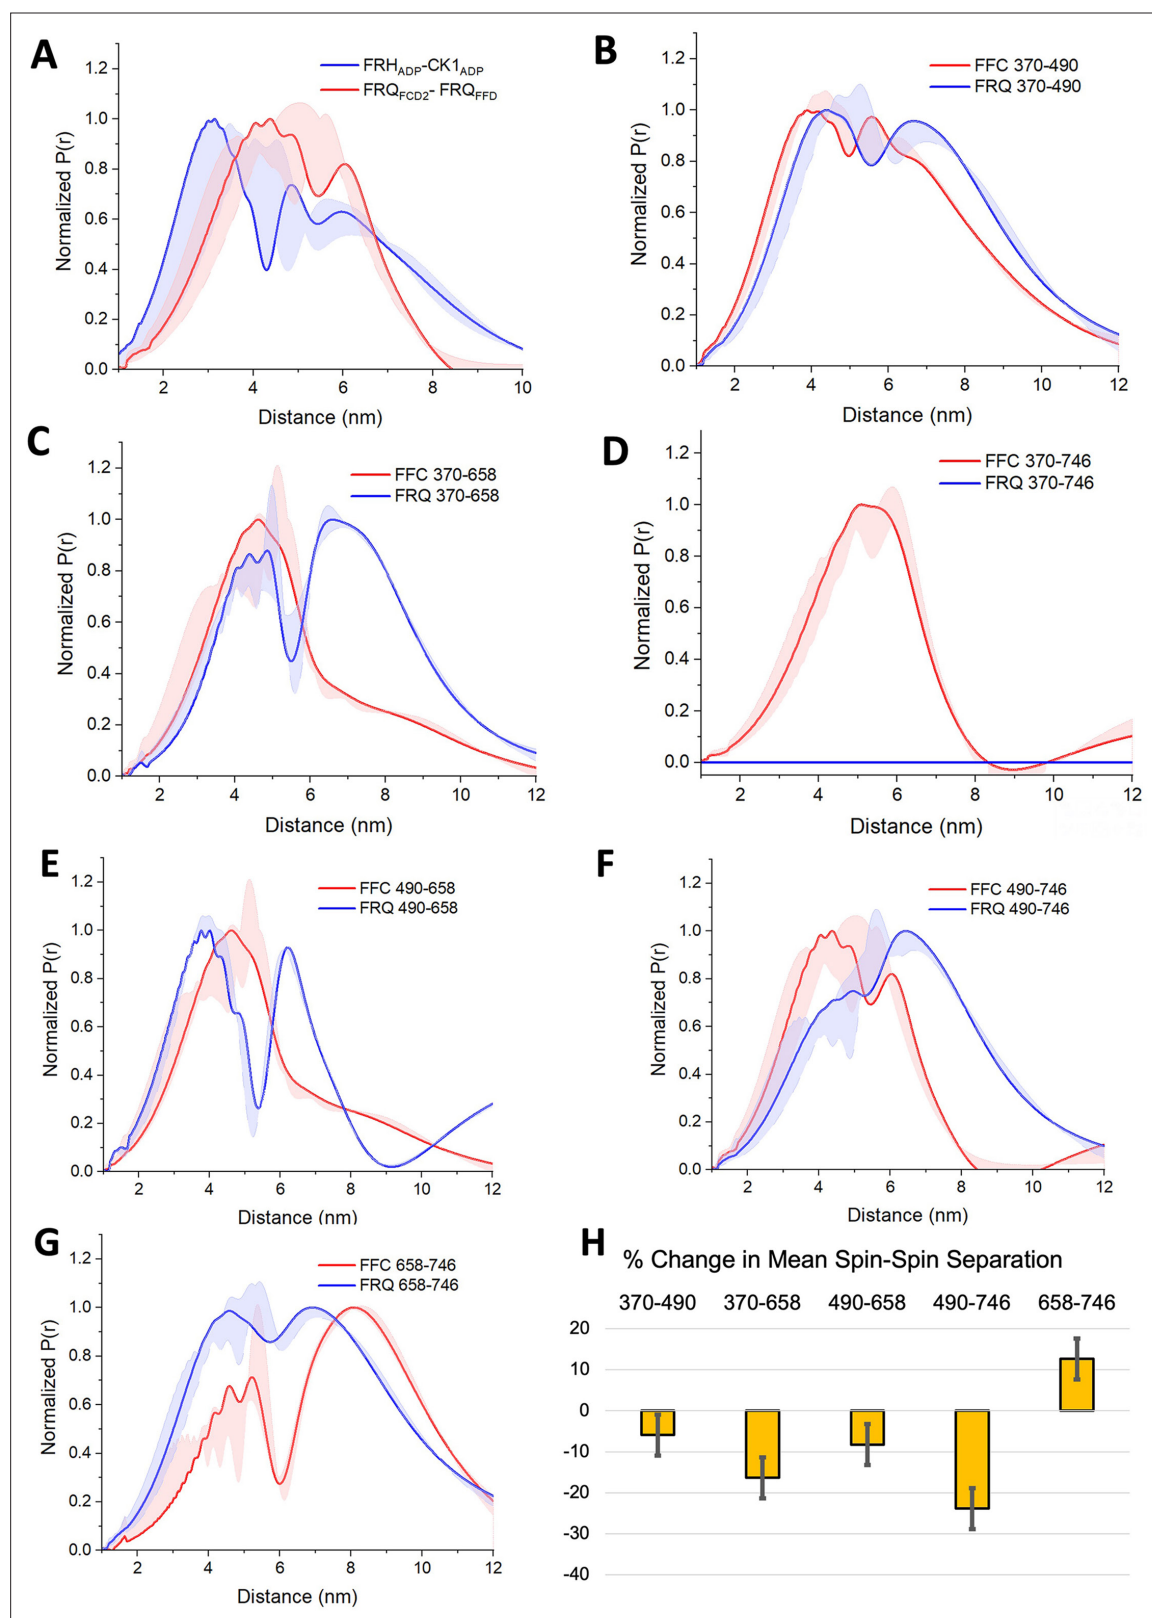 A
FRH_ADP-CK1_ADP
FRQ_FCD2- FRQ_FFD
Normalized P(r)
1.2
1.0
0.8
0.6
0.4
0.2
0.0
2 4 6 8 10
Distance (nm)
B
FFC 370-490
FRQ 370-490
Normalized P(r)
1.2
1.0
0.8
0.6
0.4
0.2
0.0
2 4 6 8 10 12
Distance (nm)
C
FFC 370-658
FRQ 370-658
Normalized P(r)
1.2
1.0
0.8
0.6
0.4
0.2
0.0
2 4 6 8 10 12
Distance (nm)
D
FFC 370-746
FRQ 370-746
Normalized P(r)
1.2
1.0
0.8
0.6
0.4
0.2
0.0
2 4 6 8 10 12
Distance (nm)
E
FFC 490-658
FRQ 490-658
Normalized P(r)
1.2
1.0
0.8
0.6
0.4
0.2
0.0
2 4 6 8 10 12
Distance (nm)
F
FFC 490-746
FRQ 490-746
Normalized P(r)
1.2
1.0
0.8
0.6
0.4
0.2
0.0
2 4 6 8 10 12
Distance (nm)
G
FFC 658-746
FRQ 658-746
Normalized P(r)
1.2
1.0
0.8
0.6
0.4
0.2
0.0
2 4 6 8 10 12
Distance (nm)
H
% Change in Mean Spin-Spin Separation
370-490 370-658 490-658 490-746 658-746
20
10
0
-10
-20
-30
-40